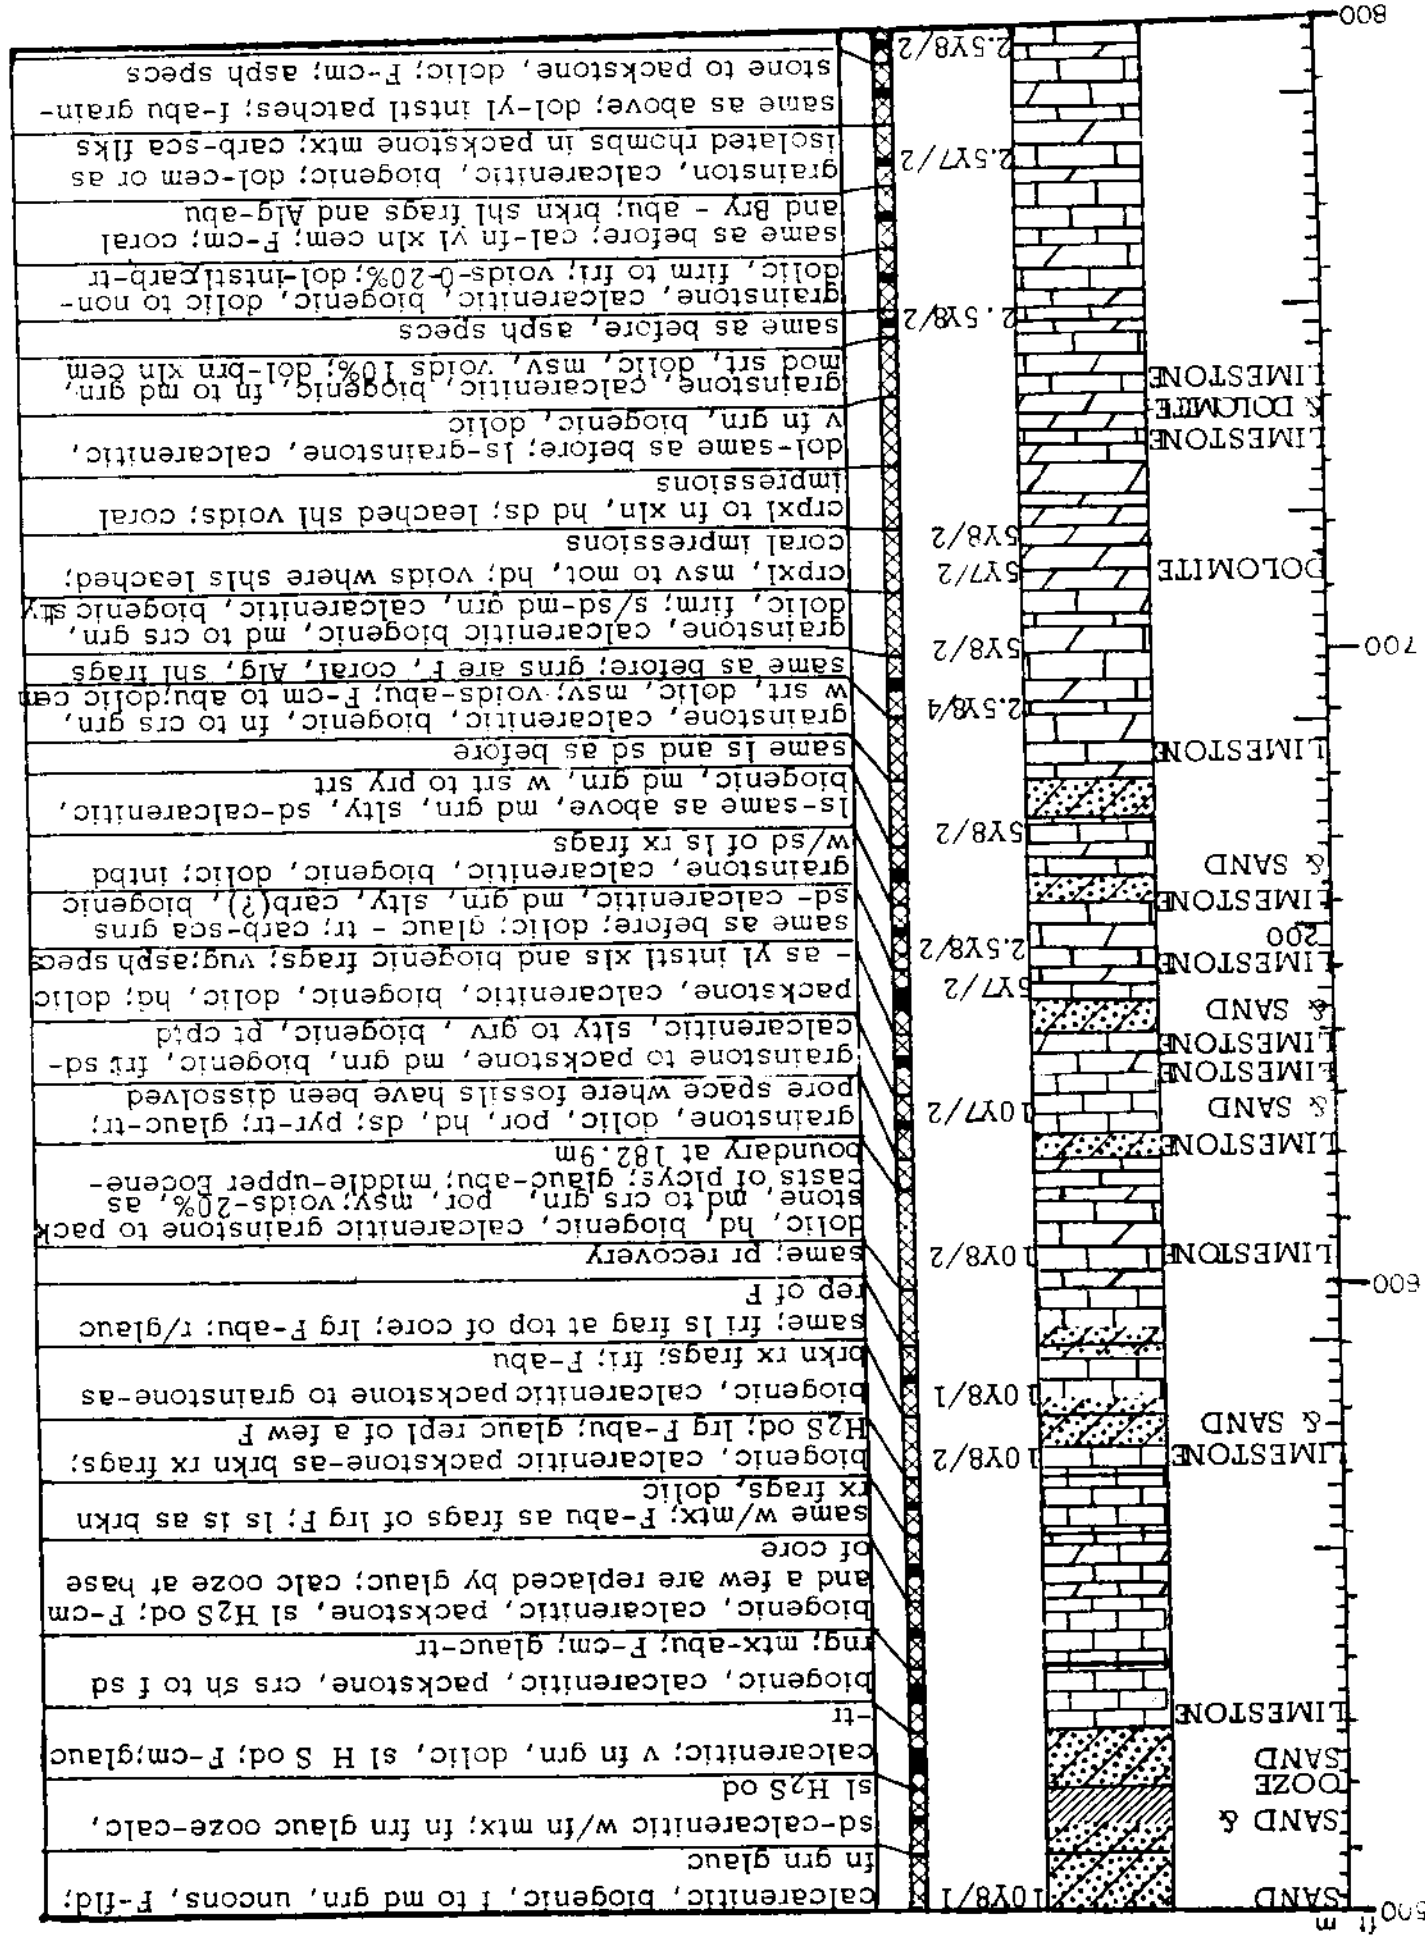 ft m
500
SAND
10Y8/1
calcarenitic, biogenic, f to md grn, uncons, F-fld;
fn grn glauc
SAND &
OOZE
sd-calcarenitic w/fn mtx; fn frn glauc ooze-calc,
sl H₂S od
SAND
calcarenitic; v fn grn, dolic, sl H S od; F-cm;glauc
-tr
LIMESTONE
biogenic, calcarenitic, packstone, crs sh to f sd
rng; mtx-abu; F-cm; glauc-tr
biogenic, calcarenitic, packstone, sl H₂S od; F-cm
and a few are replaced by glauc; calc ooze at base
of core
same w/mtx; F-abu as frags of lrg F; ls is as brkn
rx frags, dolic
LIMESTONE
& SAND
10Y8/2
biogenic, calcarenitic packstone-as brkn rx frags;
H₂S od; lrg F-abu; glauc repl of a few F
10Y8/1
biogenic, calcarenitic packstone to grainstone-as
brkn rx frags; fri; F-abu
same; fri ls frag at top of core; lrg F-abu; r/glauc
rep of F
600
LIMESTONE
10Y8/2
same; pr recovery
dolic, hd, biogenic, calcarenitic grainstone to pack
stone, md to crs grn, por, msv; voids-20%, as
casts of plcys; glauc-abu; middle-upper Eocene-
boundary at 182.9m
LIMESTONE
& SAND
10Y7/2
grainstone, dolic, por, hd, ds; pyr-tr; glauc-tr;
pore space where fossils have been dissolved
LIMESTONE
LIMESTONE
& SAND
grainstone to packstone, md grn, biogenic, fri; sd-
calcarenitic, slty to grv, biogenic, pt cptd
5Y7/2
packstone, calcarenitic, biogenic, dolic, hd; dolic
- as yl intstl xls and biogenic frags; vug;asph specs
LIMESTONE
200
2.5Y8/2
same as before; dolic; glauc - tr; carb-sca grns
sd- calcarenitic, md grn, slty, carb(?), biogenic
LIMESTONE
& SAND
grainstone, calcarenitic, biogenic, dolic; intbd
w/sd of ls rx frags
5Y8/2
ls-same as above, md grn, slty, sd-calcarenitic,
biogenic, md grn, w srt to pry srt
same ls and sd as before
LIMESTONE
2.5Y8/4
grainstone, calcarenitic, biogenic, fn to crs grn,
w srt, dolic, msv; voids-abu; F-cm to abu;dolic cem
same as before; grns are F, coral, Alg, shl frags
700
5Y8/2
grainstone, calcarenitic biogenic, md to crs grn,
dolic, firm; s/sd-md grn, calcarenitic, biogenic slty
DOLOMITE
5Y7/2
crpxl, msv to mot, hd; voids where shls leached;
coral impressions
5Y8/2
crpxl to fn xln, hd ds; leached shl voids; coral
impressions
LIMESTONE
& DOLOMITE
dol-same as before; ls-grainstone, calcarenitic,
v fn grn, biogenic, dolic
LIMESTONE
grainstone, calcarenitic, biogenic, fn to md grn,
mod srt, dolic, msv, voids 10%; dol-brn xln cem
same as before, asph specs
2.5Y8/2
grainstone, calcarenitic, biogenic, dolic to non-
dolic, firm to fri; voids-0-20%; dol-intstl;carb-tr
same as before; cal-fn yl xln cem; F-cm; coral
and Bry - abu; brkn shl frags and Alg-abu
2.5Y7/2
grainston, calcarenitic, biogenic; dol-cem or as
isolated rhombs in packstone mtx; carb-sca flks
same as above; dol-yl intstl patches; f-abu grain-
stone to packstone, dolic; F-cm; asph specs
2.5Y8/2
800